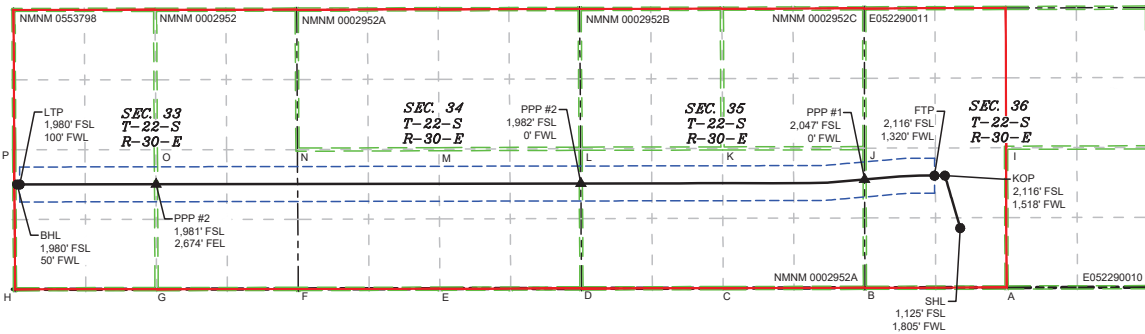 NMNM 0553798
NMNM 0002952
NMNM 0002952A
NMNM 0002952B
NMNM 0002952C
E052290011
LTP
1,980' FSL
100' FWL
SEC. 33
T-22-S
R-30-E
SEC. 34
T-22-S
R-30-E
PPP #2
1,982' FSL
0' FWL
SEC. 35
T-22-S
R-30-E
PPP #1
2,047' FSL
0' FWL
FTP
2,116' FSL
1,320' FWL
SEC. 36
T-22-S
R-30-E
P
O
N
M
L
K
J
I
KOP
2,116' FSL
1,518' FWL
BHL
1,980' FSL
50' FWL
PPP #2
1,981' FSL
2,674' FEL
NMNM 0002952A
E052290010
H
G
F
E
D
C
B
A
SHL
1,125' FSL
1,805' FWL